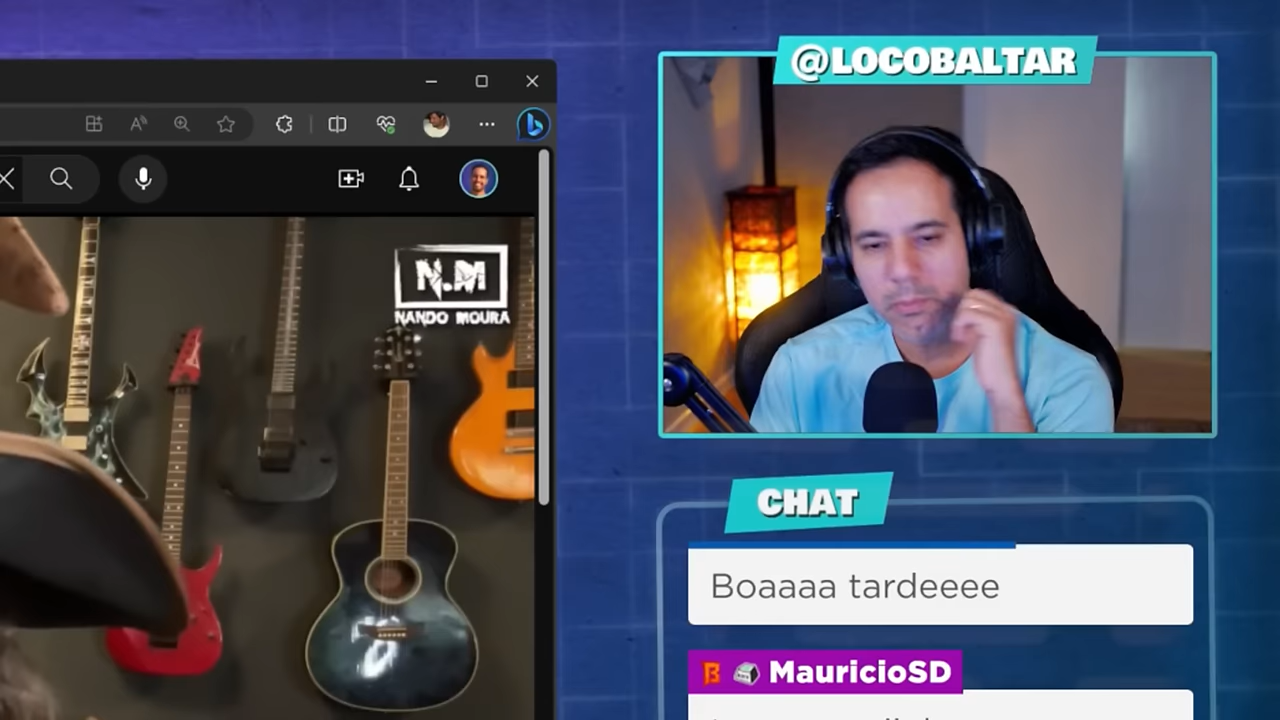 @LOCOBALTAR
N.M
NANDO MOURA
CHAT
Boaaaa tardeeee
MauricioSD